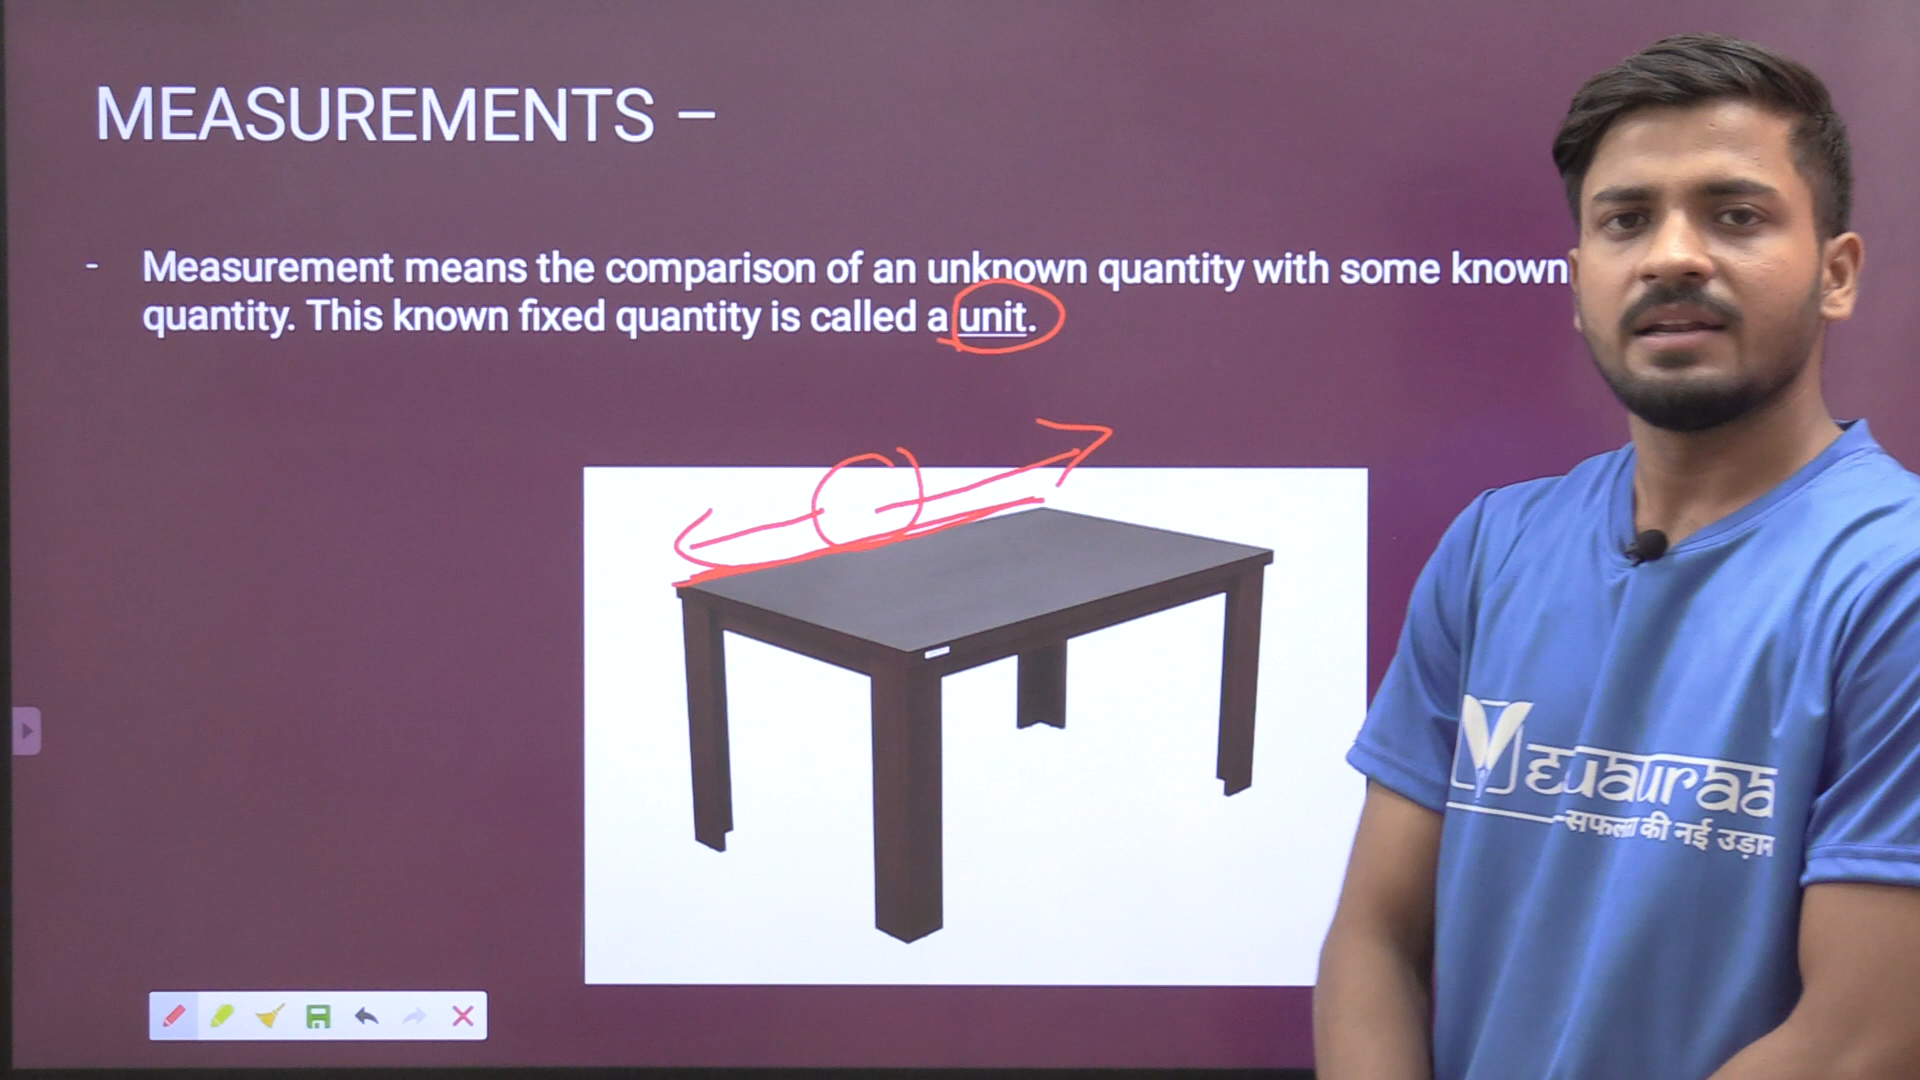 MEASUREMENTS –
- Measurement means the comparison of an unknown quantity with some known
quantity. This known fixed quantity is called a unit.
Eduauraa
सफलता की नई उड़ान